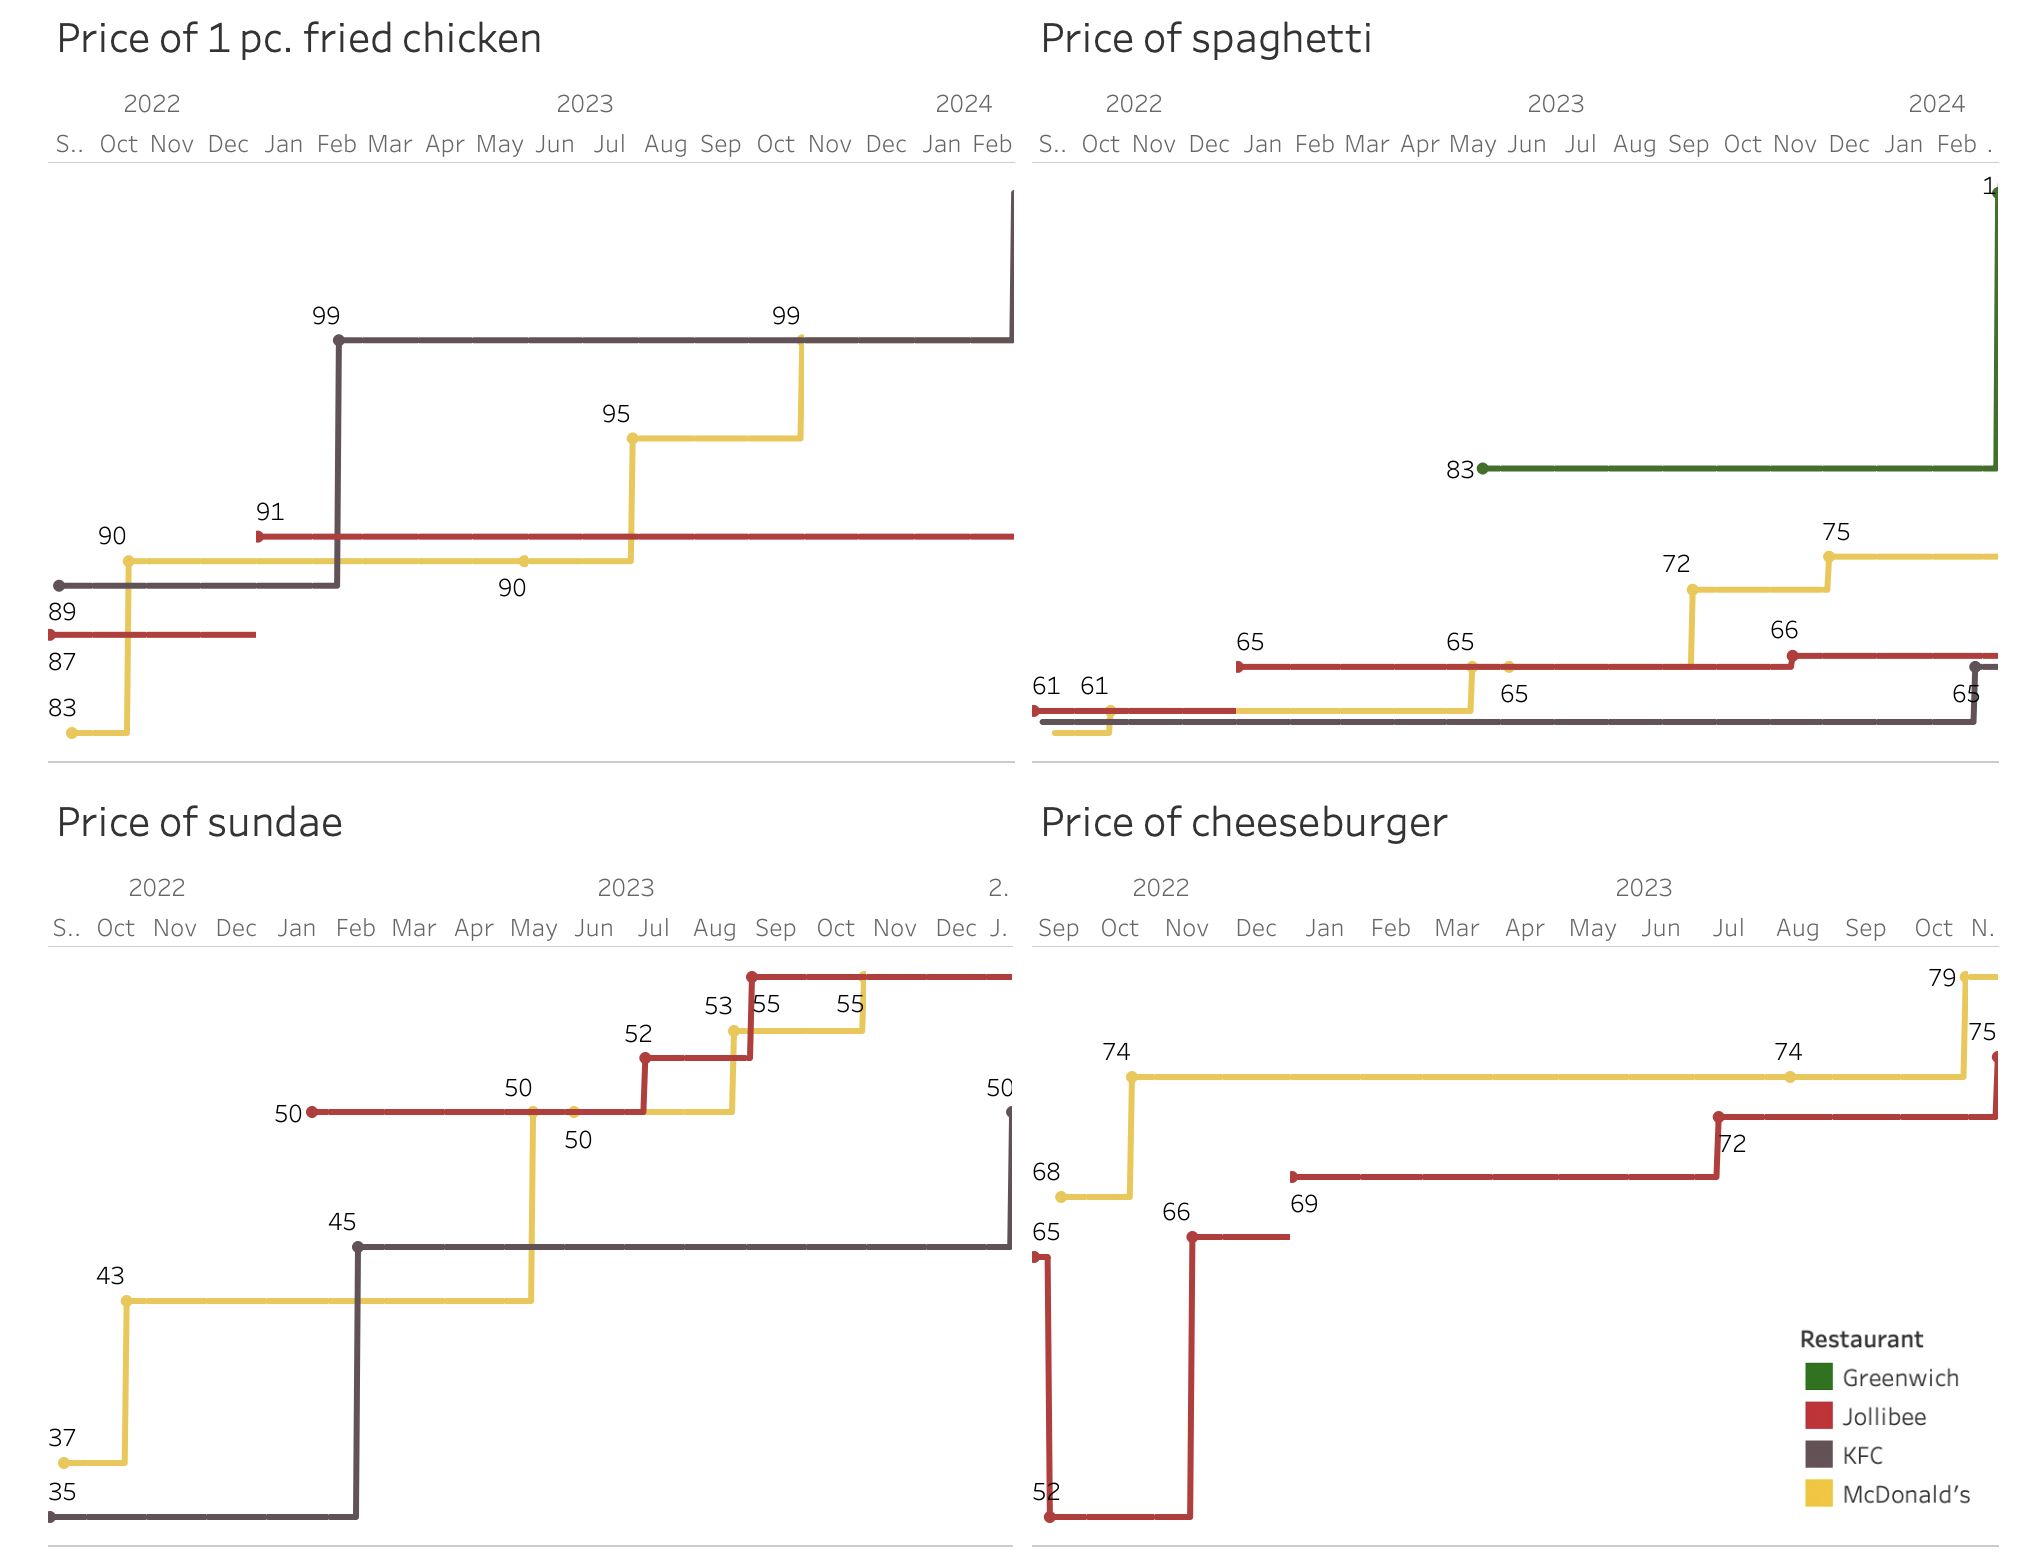 Price of 1 pc. fried chicken
2022 2023 2024
S.. Oct Nov Dec Jan Feb Mar Apr May Jun Jul Aug Sep Oct Nov Dec Jan Feb
99 99
95
91
90
90
89
87
83
Price of spaghetti
2022 2023 2024
S.. Oct Nov Dec Jan Feb Mar Apr May Jun Jul Aug Sep Oct Nov Dec Jan Feb .
1
83
75
72
66
65 65
65 65
61 61
Price of sundae
2022 2023 2.
S.. Oct Nov Dec Jan Feb Mar Apr May Jun Jul Aug Sep Oct Nov Dec J.
53 55 55
52
50 50
50
50
45
43
37
35
Price of cheeseburger
2022 2023
Sep Oct Nov Dec Jan Feb Mar Apr May Jun Jul Aug Sep Oct N.
79
75
74 74
72
68
69
66
65
52
Restaurant
Greenwich
Jollibee
KFC
McDonald's